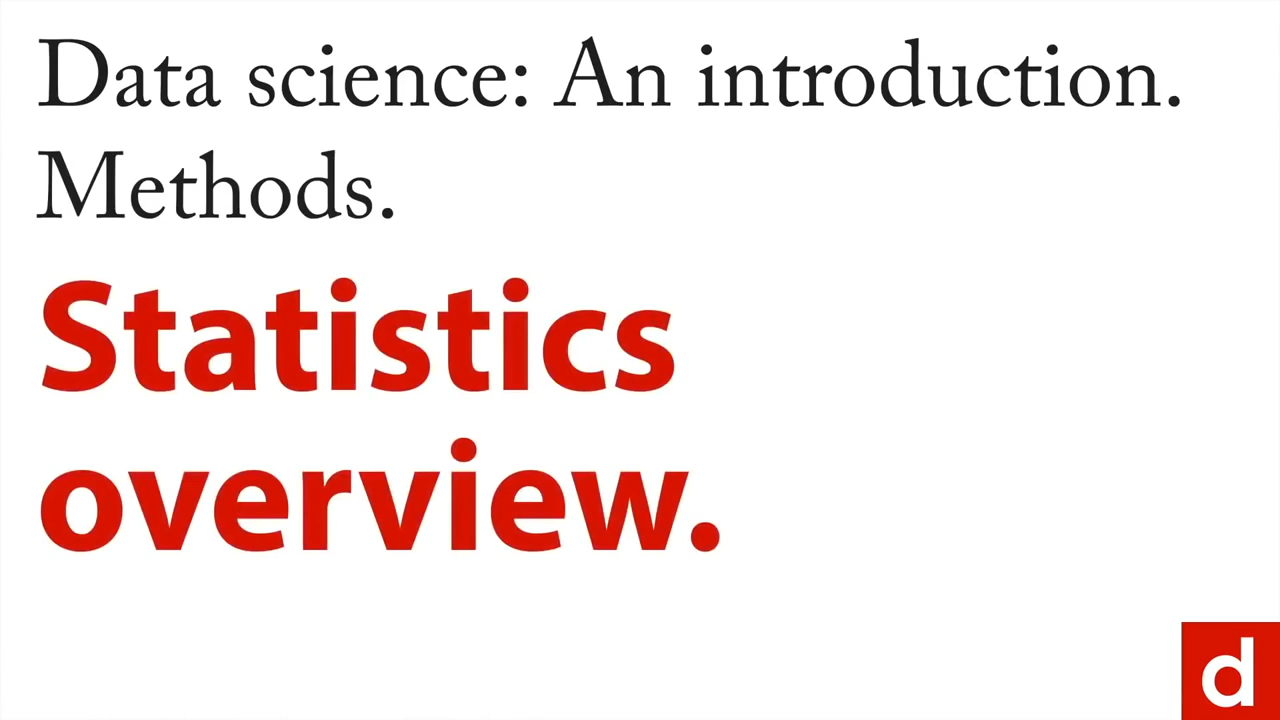 Data science: An introduction.
Methods.
Statistics
overview.
d